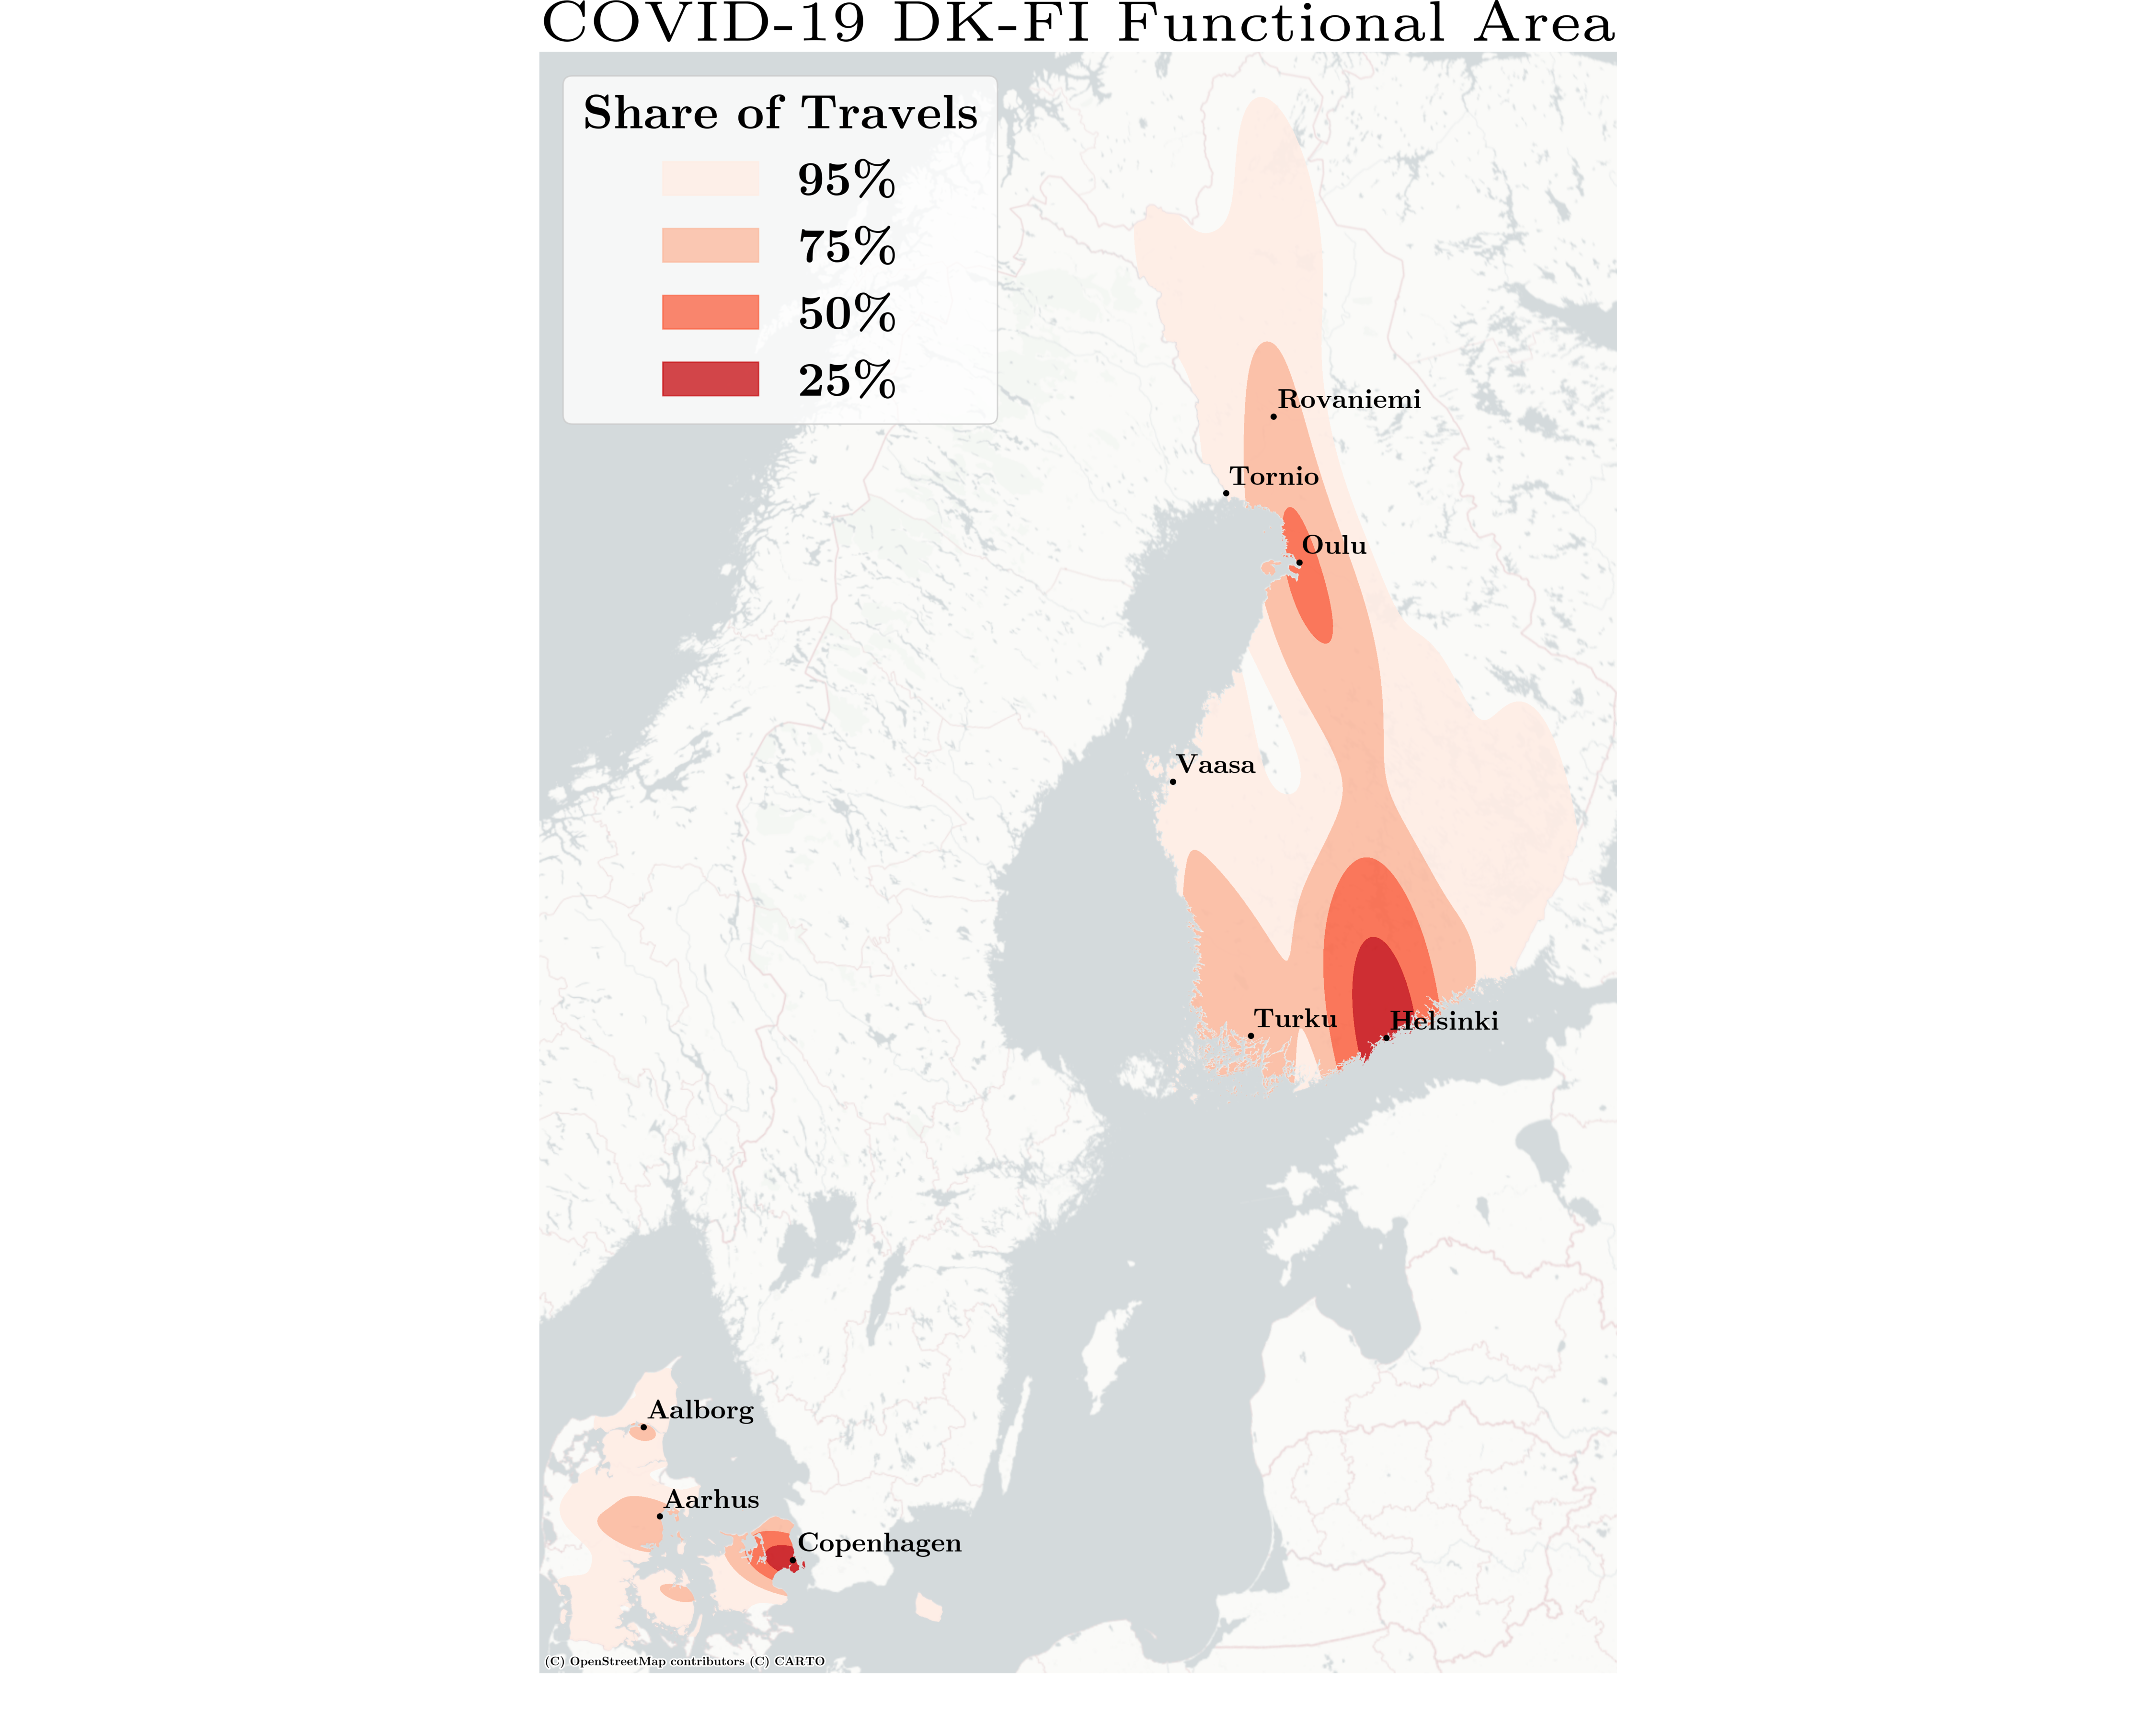 COVID-19 DK-FI Functional Area
Share of Travels
95%
75%
50%
25%
Rovaniemi
Tornio
Oulu
Vaasa
Turku
Helsinki
Aalborg
Aarhus
Copenhagen
(C) OpenStreetMap contributors (C) CARTO